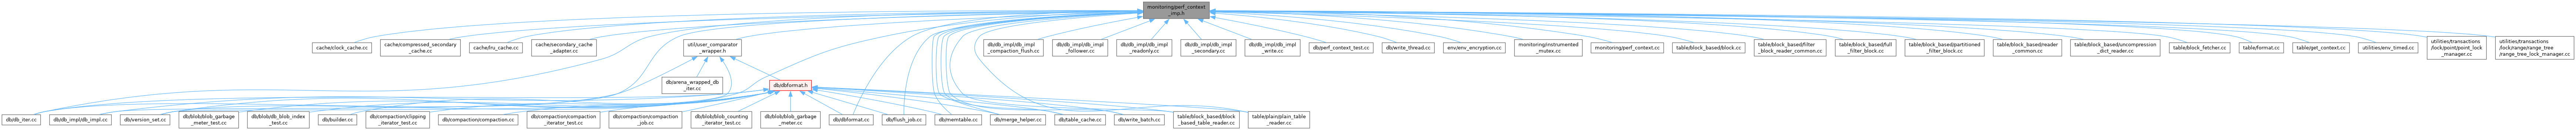 monitoring/perf_context
_imp.h
cache/clock_cache.cc
cache/compressed_secondary
_cache.cc
cache/lru_cache.cc
cache/secondary_cache
_adapter.cc
util/user_comparator
_wrapper.h
db/db_impl/db_impl
_compaction_flush.cc
db/db_impl/db_impl
_follower.cc
db/db_impl/db_impl
_readonly.cc
db/db_impl/db_impl
_secondary.cc
db/db_impl/db_impl
_write.cc
db/perf_context_test.cc
db/write_thread.cc
env/env_encryption.cc
monitoring/instrumented
_mutex.cc
monitoring/perf_context.cc
table/block_based/block.cc
table/block_based/filter
_block_reader_common.cc
table/block_based/full
_filter_block.cc
table/block_based/partitioned
_filter_block.cc
table/block_based/reader
_common.cc
table/block_based/uncompression
_dict_reader.cc
table/block_fetcher.cc
table/format.cc
table/get_context.cc
utilities/env_timed.cc
utilities/transactions
/lock/point/point_lock
_manager.cc
utilities/transactions
/lock/range/range_tree
/range_tree_lock_manager.cc
db/arena_wrapped_db
_iter.cc
db/dbformat.h
db/db_iter.cc
db/db_impl/db_impl.cc
db/version_set.cc
db/blob/blob_garbage
_meter_test.cc
db/blob/db_blob_index
_test.cc
db/builder.cc
db/compaction/clipping
_iterator_test.cc
db/compaction/compaction.cc
db/compaction/compaction
_iterator_test.cc
db/compaction/compaction
_job.cc
db/blob/blob_counting
_iterator_test.cc
db/blob/blob_garbage
_meter.cc
db/dbformat.cc
db/flush_job.cc
db/memtable.cc
db/merge_helper.cc
db/table_cache.cc
db/write_batch.cc
table/block_based/block
_based_table_reader.cc
table/plain/plain_table
_reader.cc